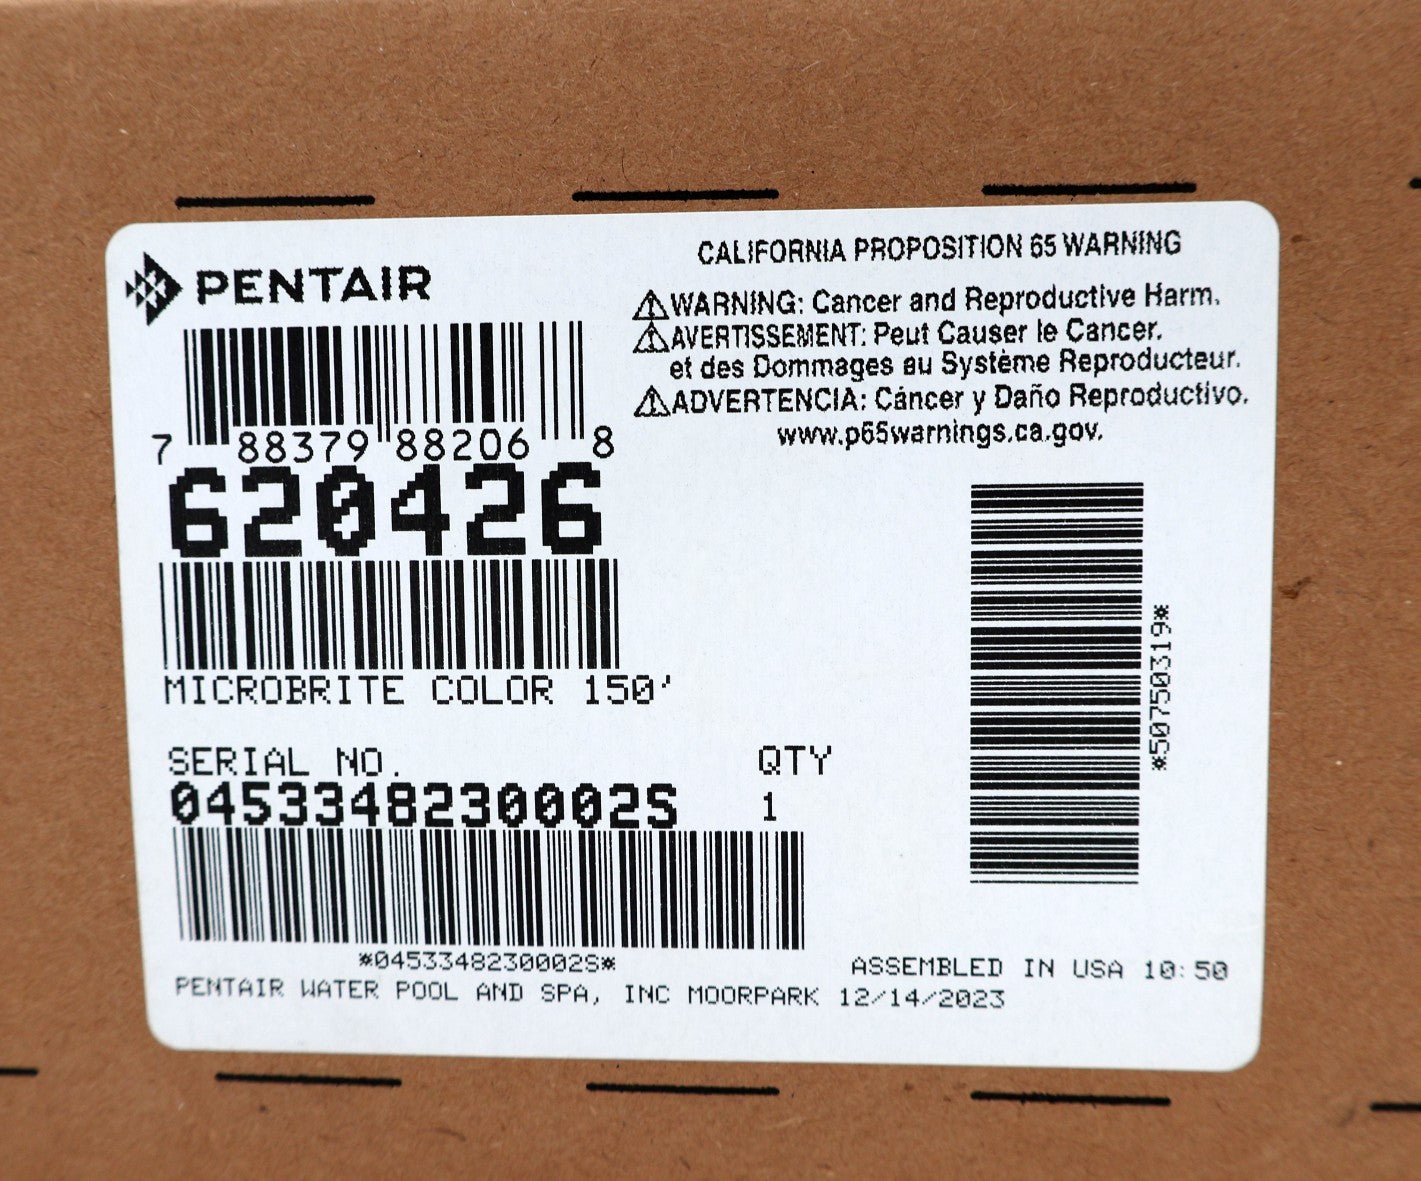 PENTAIR
7 88379 88206 8
620426
MICROBRITE COLOR 150'
SERIAL NO.
0453348230002S
QTY
1
*0453348230002S*
PENTAIR WATER POOL AND SPA, INC MOORPARK 12/14/2023
CALIFORNIA PROPOSITION 65 WARNING
⚠WARNING: Cancer and Reproductive Harm.
⚠AVERTISSEMENT: Peut Causer le Cancer.
et des Dommages au Système Reproducteur.
⚠ADVERTENCIA: Cáncer y Daño Reproductivo.
www.p65warnings.ca.gov.
*50750319*
ASSEMBLED IN USA 10:50